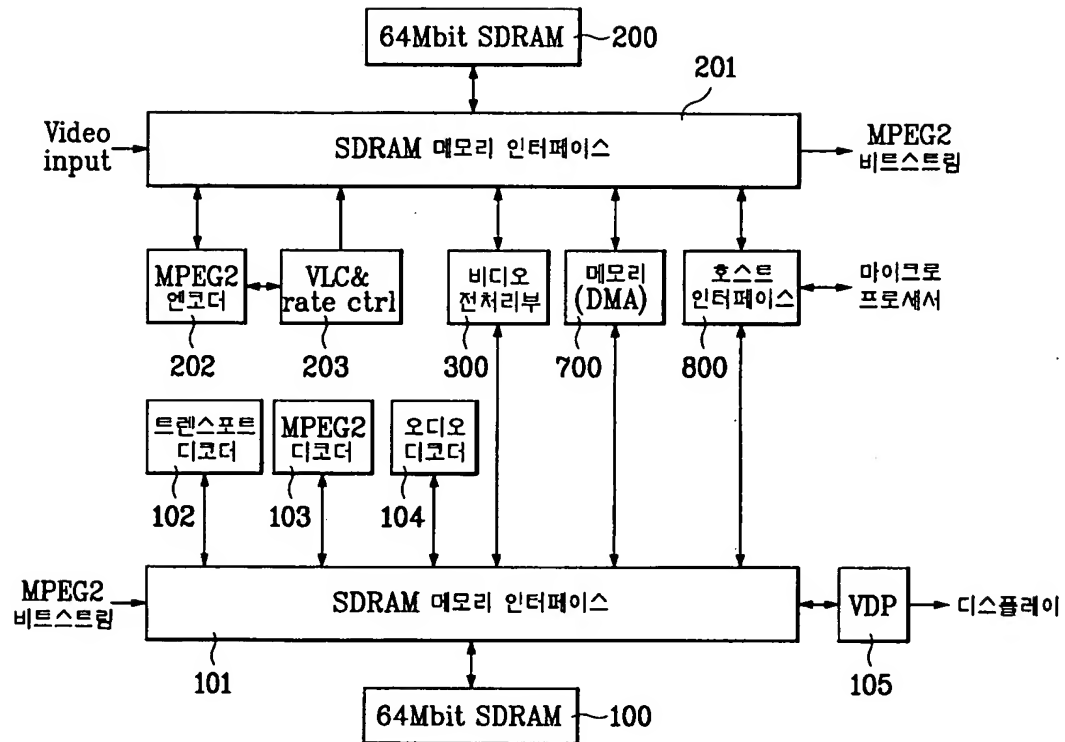 64Mbit SDRAM
200
201
Video
input
SDRAM 메모리 인터페이스
MPEG2
비트스트림
MPEG2
엔코더
VLC&
rate ctrl
비디오
전처리부
메모리
(DMA)
호스트
인터페이스
마이크로
프로세서
202
203
300
700
800
트렌스포트
디코더
MPEG2
디코더
오디오
디코더
102
103
104
MPEG2
비트스트림
SDRAM 메모리 인터페이스
VDP
디스플레이
101
105
64Mbit SDRAM
100